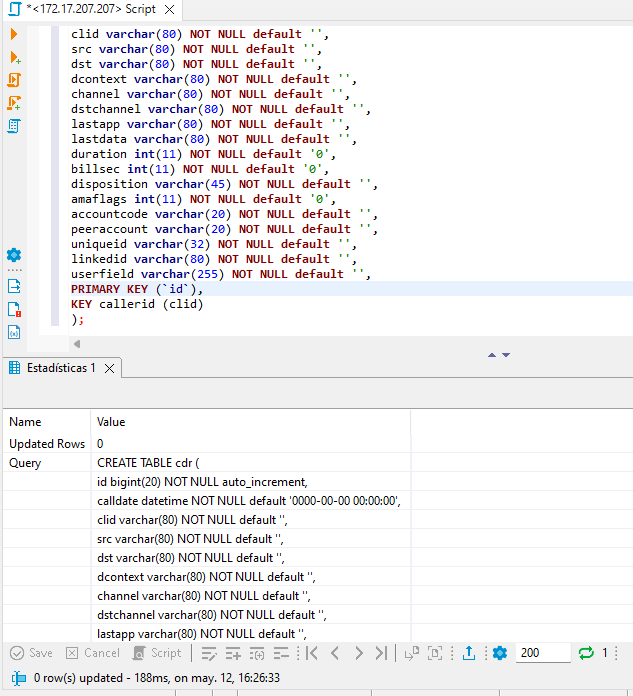 *<172.17.207.207> Script
clid varchar(80) NOT NULL default '',
src varchar(80) NOT NULL default '',
dst varchar(80) NOT NULL default '',
dcontext varchar(80) NOT NULL default '',
channel varchar(80) NOT NULL default '',
dstchannel varchar(80) NOT NULL default '',
lastapp varchar(80) NOT NULL default '',
lastdata varchar(80) NOT NULL default '',
duration int(11) NOT NULL default '0',
billsec int(11) NOT NULL default '0',
disposition varchar(45) NOT NULL default '',
amaflags int(11) NOT NULL default '0',
accountcode varchar(20) NOT NULL default '',
peeraccount varchar(20) NOT NULL default '',
uniqueid varchar(32) NOT NULL default '',
linkedid varchar(80) NOT NULL default '',
userfield varchar(255) NOT NULL default '',
PRIMARY KEY (`id`),
KEY callerid (clid)
);
Estadísticas 1
Name Value
Updated Rows 0
Query CREATE TABLE cdr (
id bigint(20) NOT NULL auto_increment,
calldate datetime NOT NULL default '0000-00-00 00:00:00',
clid varchar(80) NOT NULL default '',
src varchar(80) NOT NULL default '',
dst varchar(80) NOT NULL default '',
dcontext varchar(80) NOT NULL default '',
channel varchar(80) NOT NULL default '',
dstchannel varchar(80) NOT NULL default '',
lastapp varchar(80) NOT NULL default '',
Save Cancel Script 200 1
0 row(s) updated - 188ms, on may. 12, 16:26:33